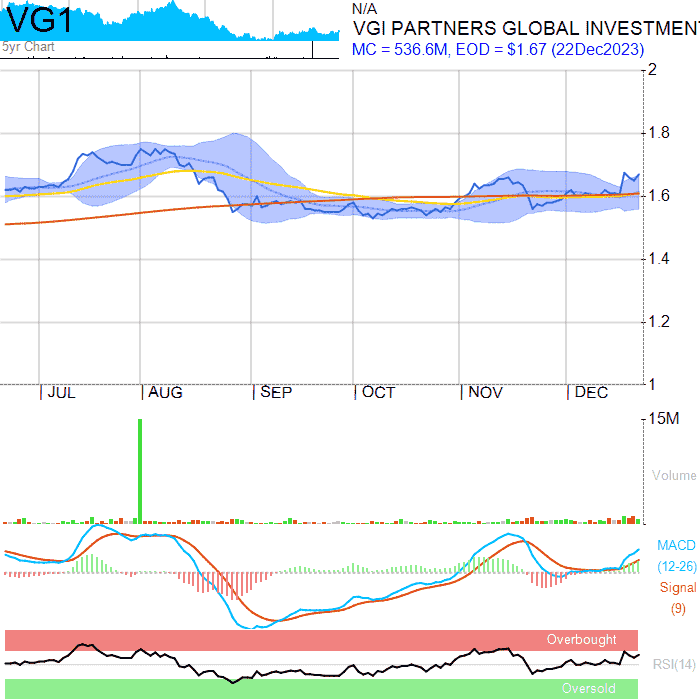 VG1
5yr Chart
N/A
VGI PARTNERS GLOBAL INVESTMENT
MC = 536.6M, EOD = $1.67 (22Dec2023)
2
1.8
1.6
1.4
1.2
1
JUL AUG SEP OCT NOV DEC
15M
Volume
MACD
(12-26)
Signal
(9)
Overbought
RSI(14)
Oversold